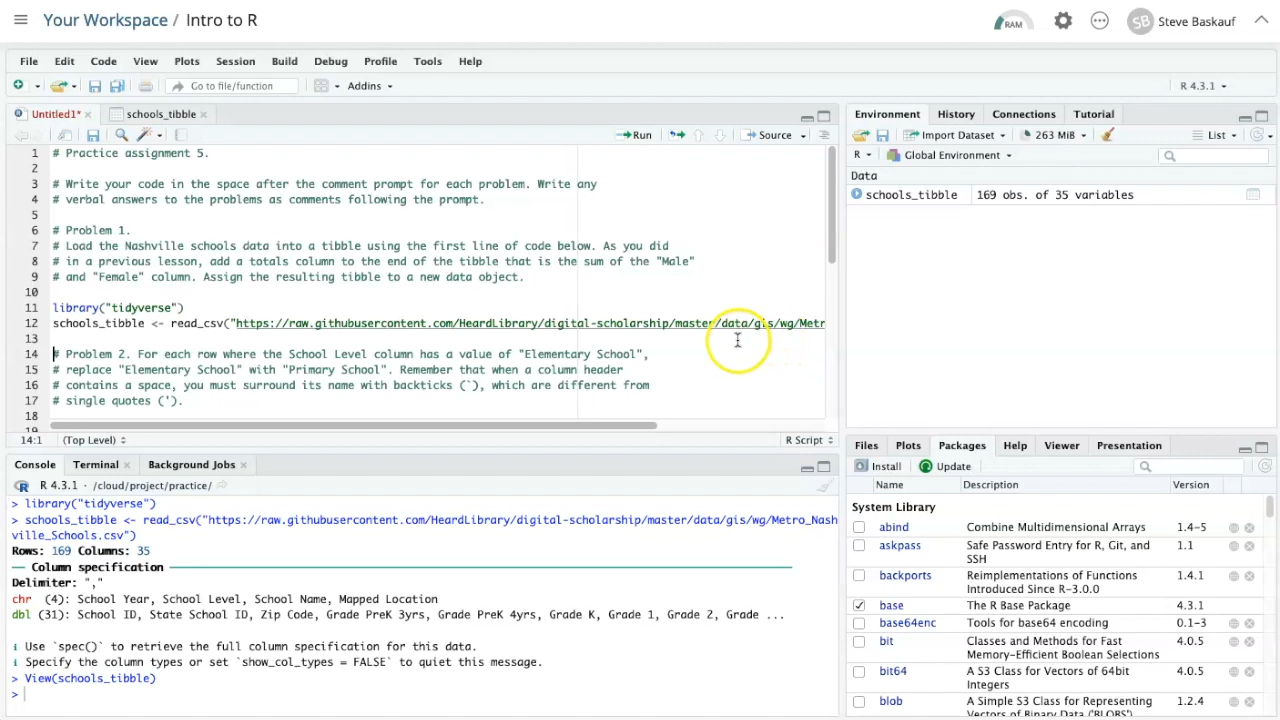 Your Workspace / Intro to R
RAM
SB Steve Baskauf
File Edit Code View Plots Session Build Debug Profile Tools Help
Go to file/function
Addins
R 4.3.1
Untitled1*
schools_tibble
Run
Source
1 # Practice assignment 5.
2
3 # Write your code in the space after the comment prompt for each problem. Write any
4 # verbal answers to the problems as comments following the prompt.
5
6 # Problem 1.
7 # Load the Nashville schools data into a tibble using the first line of code below. As you did
8 # in a previous lesson, add a totals column to the end of the tibble that is the sum of the "Male"
9 # and "Female" column. Assign the resulting tibble to a new data object.
10
11 library("tidyverse")
12 schools_tibble <- read_csv("https://raw.githubusercontent.com/HeardLibrary/digital-scholarship/master/data/gis/wg/Metr
13
14 # Problem 2. For each row where the School Level column has a value of "Elementary School",
15 # replace "Elementary School" with "Primary School". Remember that when a column header
16 # contains a space, you must surround its name with backticks (`), which are different from
17 # single quotes (').
18
19
14:1 (Top Level) R Script
Console Terminal Background Jobs
R 4.3.1 · /cloud/project/practice/
> library("tidyverse")
> schools_tibble <- read_csv("https://raw.githubusercontent.com/HeardLibrary/digital-scholarship/master/data/gis/wg/Metro_Nash
ville_Schools.csv")
Rows: 169 Columns: 35
── Column specification ──
Delimiter: ","
chr (4): School Year, School Level, School Name, Mapped Location
dbl (31): School ID, State School ID, Zip Code, Grade PreK 3yrs, Grade PreK 4yrs, Grade K, Grade 1, Grade 2, Grade ...
ℹ Use `spec()` to retrieve the full column specification for this data.
ℹ Specify the column types or set `show_col_types = FALSE` to quiet this message.
> View(schools_tibble)
>
Environment History Connections Tutorial
Import Dataset 263 MiB List
R Global Environment
Data
schools_tibble 169 obs. of 35 variables
Files Plots Packages Help Viewer Presentation
Install Update
Name Description Version
System Library
abind Combine Multidimensional Arrays 1.4-5
askpass Safe Password Entry for R, Git, and SSH 1.1
backports Reimplementations of Functions Introduced Since R-3.0.0 1.4.1
base The R Base Package 4.3.1
base64enc Tools for base64 encoding 0.1-3
bit Classes and Methods for Fast Memory-Efficient Boolean Selections 4.0.5
bit64 A S3 Class for Vectors of 64bit Integers 4.0.5
blob A Simple S3 Class for Representing Vectors of Binary Data ('BLOBS') 1.2.4